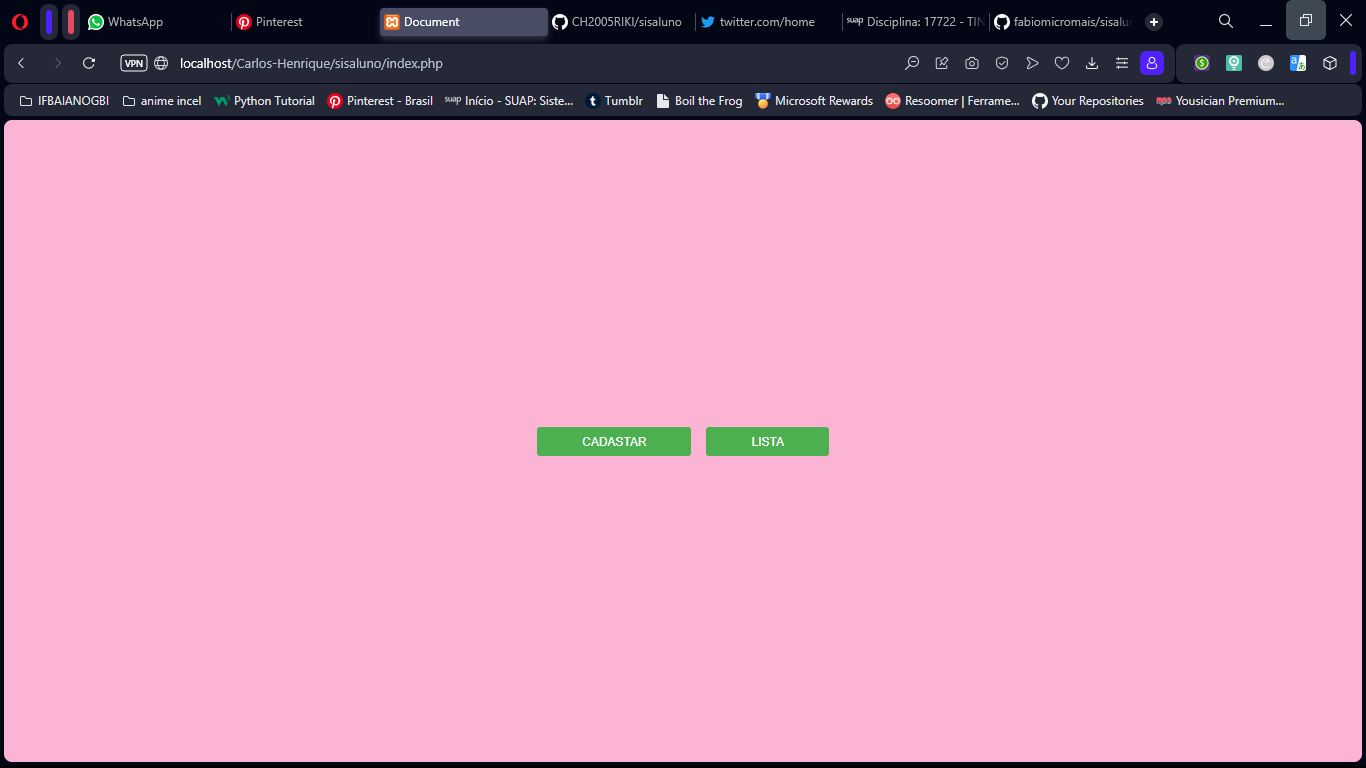 WhatsApp Pinterest Document CH2005RIKI/sisaluno twitter.com/home suap Disciplina: 17722 - TIN fabiomicromais/sisalun
VPN localhost/Carlos-Henrique/sisaluno/index.php
IFBAIANOGBI anime incel Python Tutorial Pinterest - Brasil suap Início - SUAP: Siste... Tumblr Boil the Frog Microsoft Rewards Resoomer | Ferrame... Your Repositories Yousician Premium...
CADASTAR LISTA